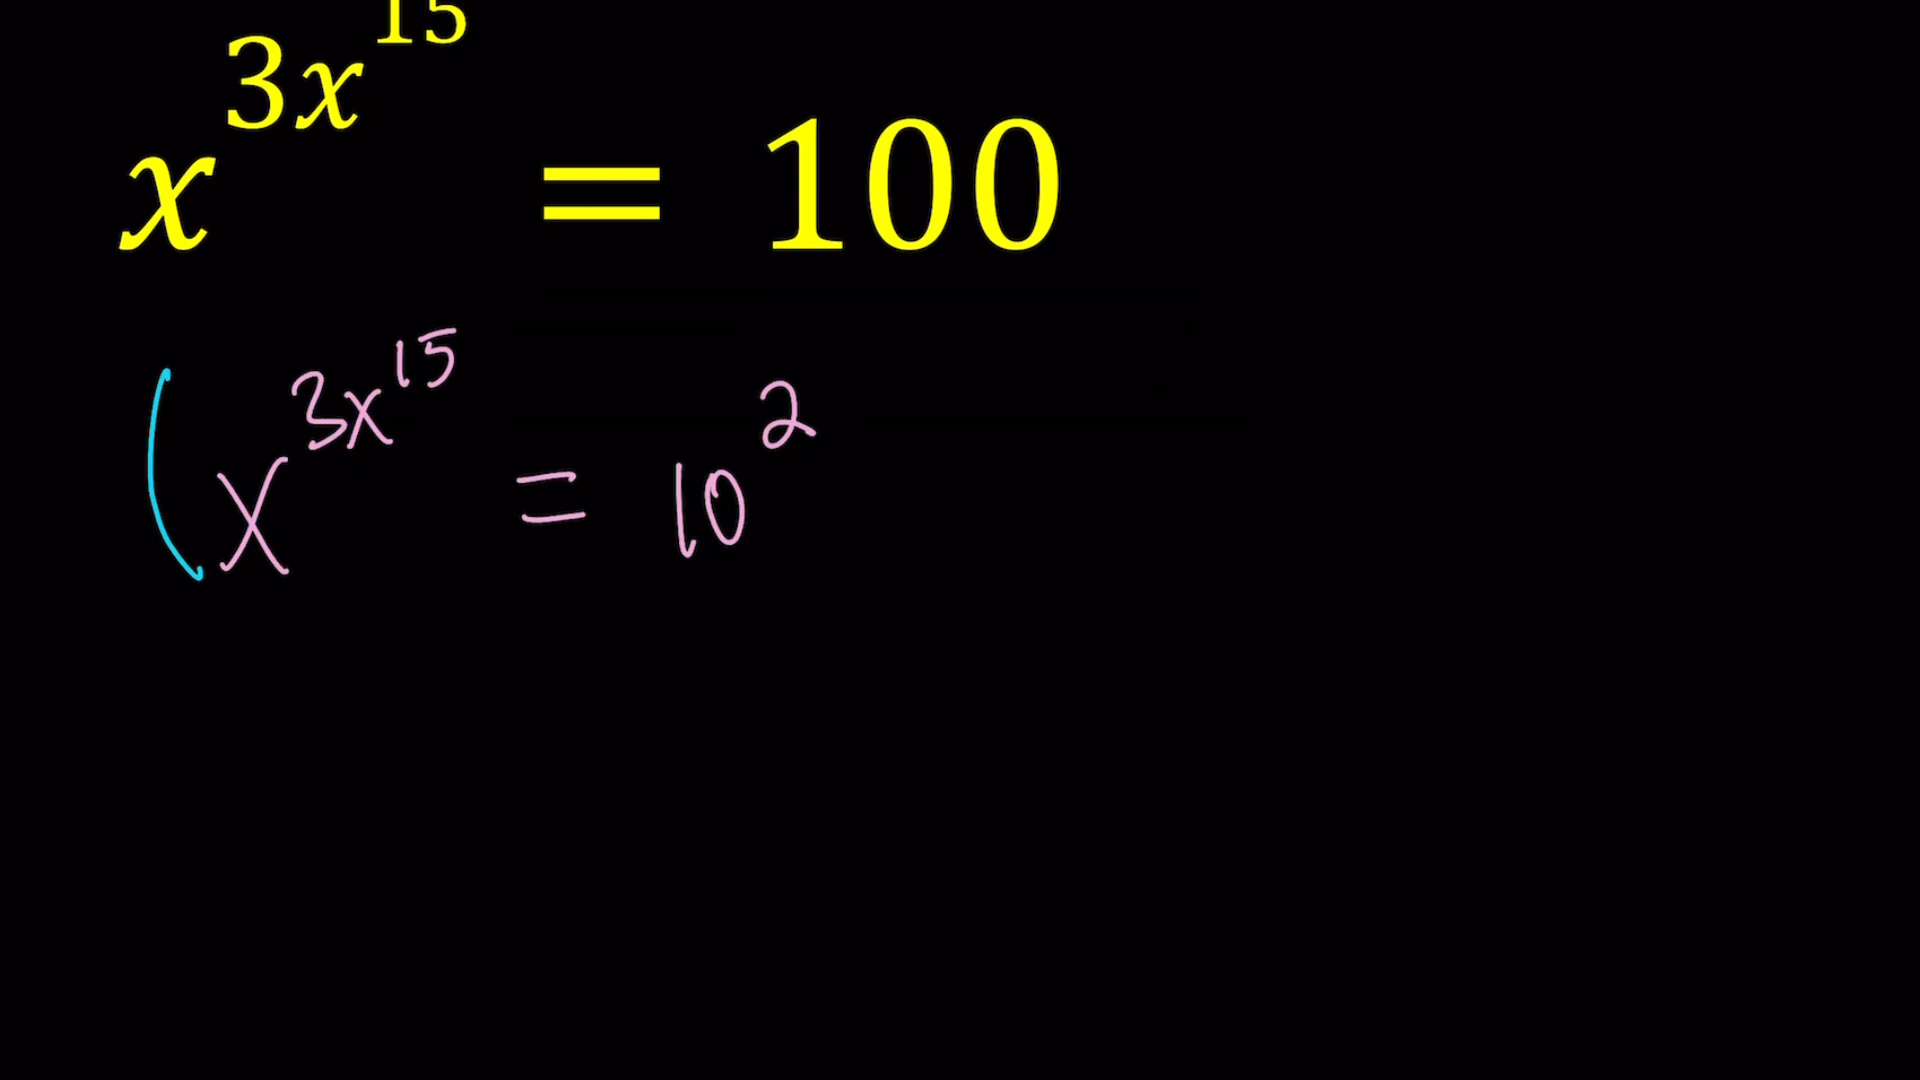 x^3x^15 = 100
(x^3x^15 = 10^2